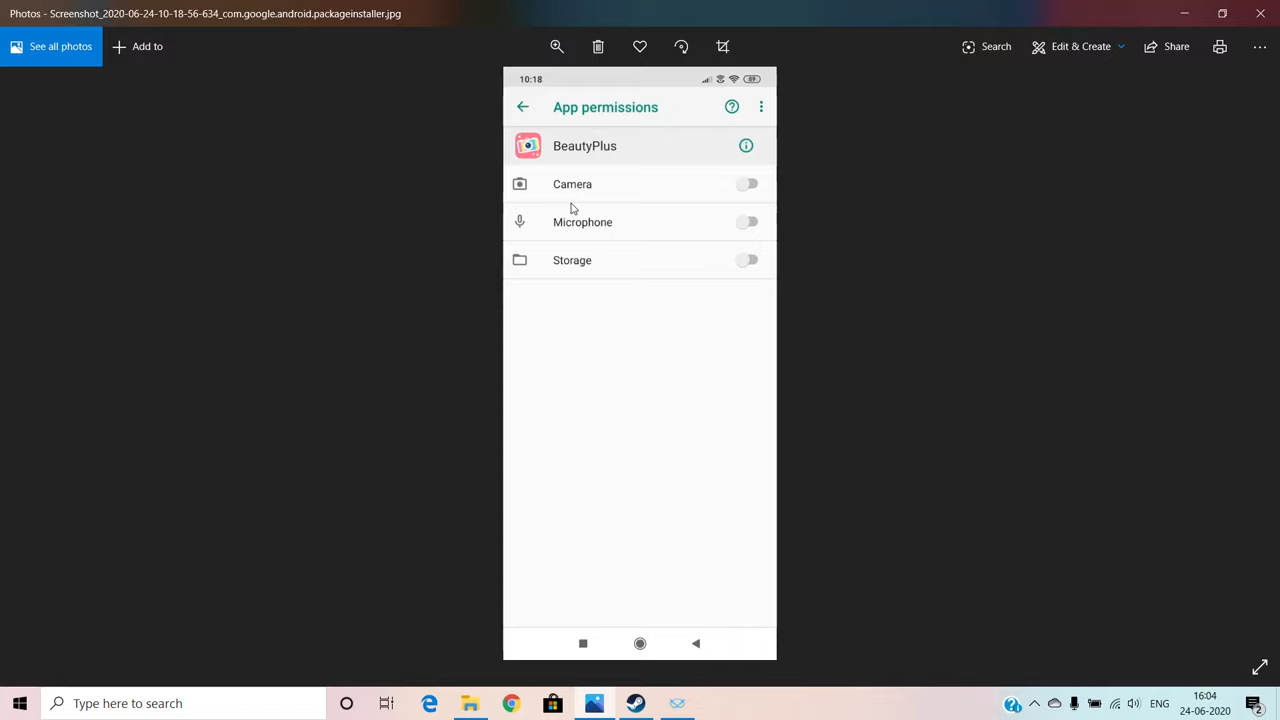 Photos - Screenshot_2020-06-24-10-18-56-634_com.google.android.packageinstaller.jpg
See all photos
Add to
Search
Edit & Create
Share
10:18
89
App permissions
BeautyPlus
Camera
Microphone
Storage
Type here to search
ENG
16:04
24-06-2020
2